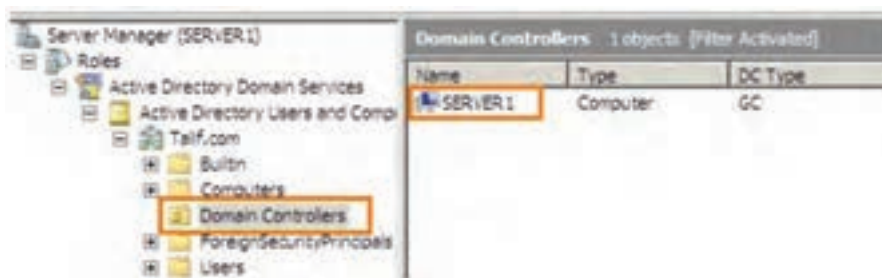 Server Manager (SERVER1)
Roles
Active Directory Domain Services
Active Directory Users and Comp
Talif.com
Builtin
Computers
Domain Controllers
ForeignSecurityPrincipals
Users
Domain Controllers 1 objects [Filter Activated]
Name Type DC Type
SERVER1 Computer GC